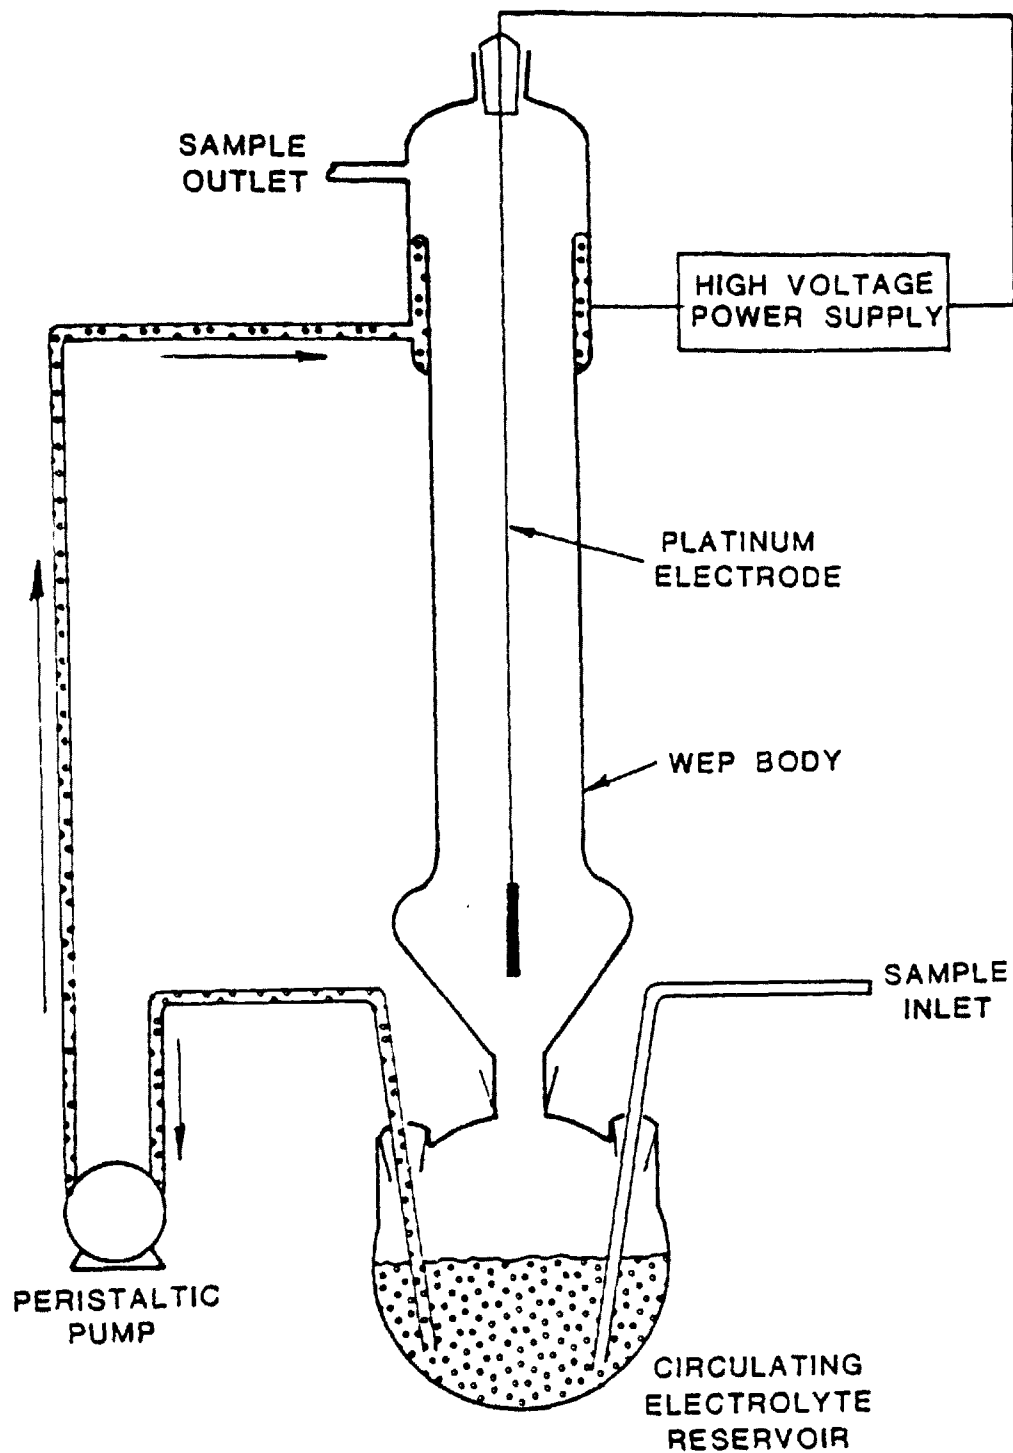 SAMPLE
OUTLET
HIGH VOLTAGE
POWER SUPPLY
PLATINUM
ELECTRODE
WEP BODY
SAMPLE
INLET
PERISTALTIC
PUMP
CIRCULATING
ELECTROLYTE
RESERVOIR